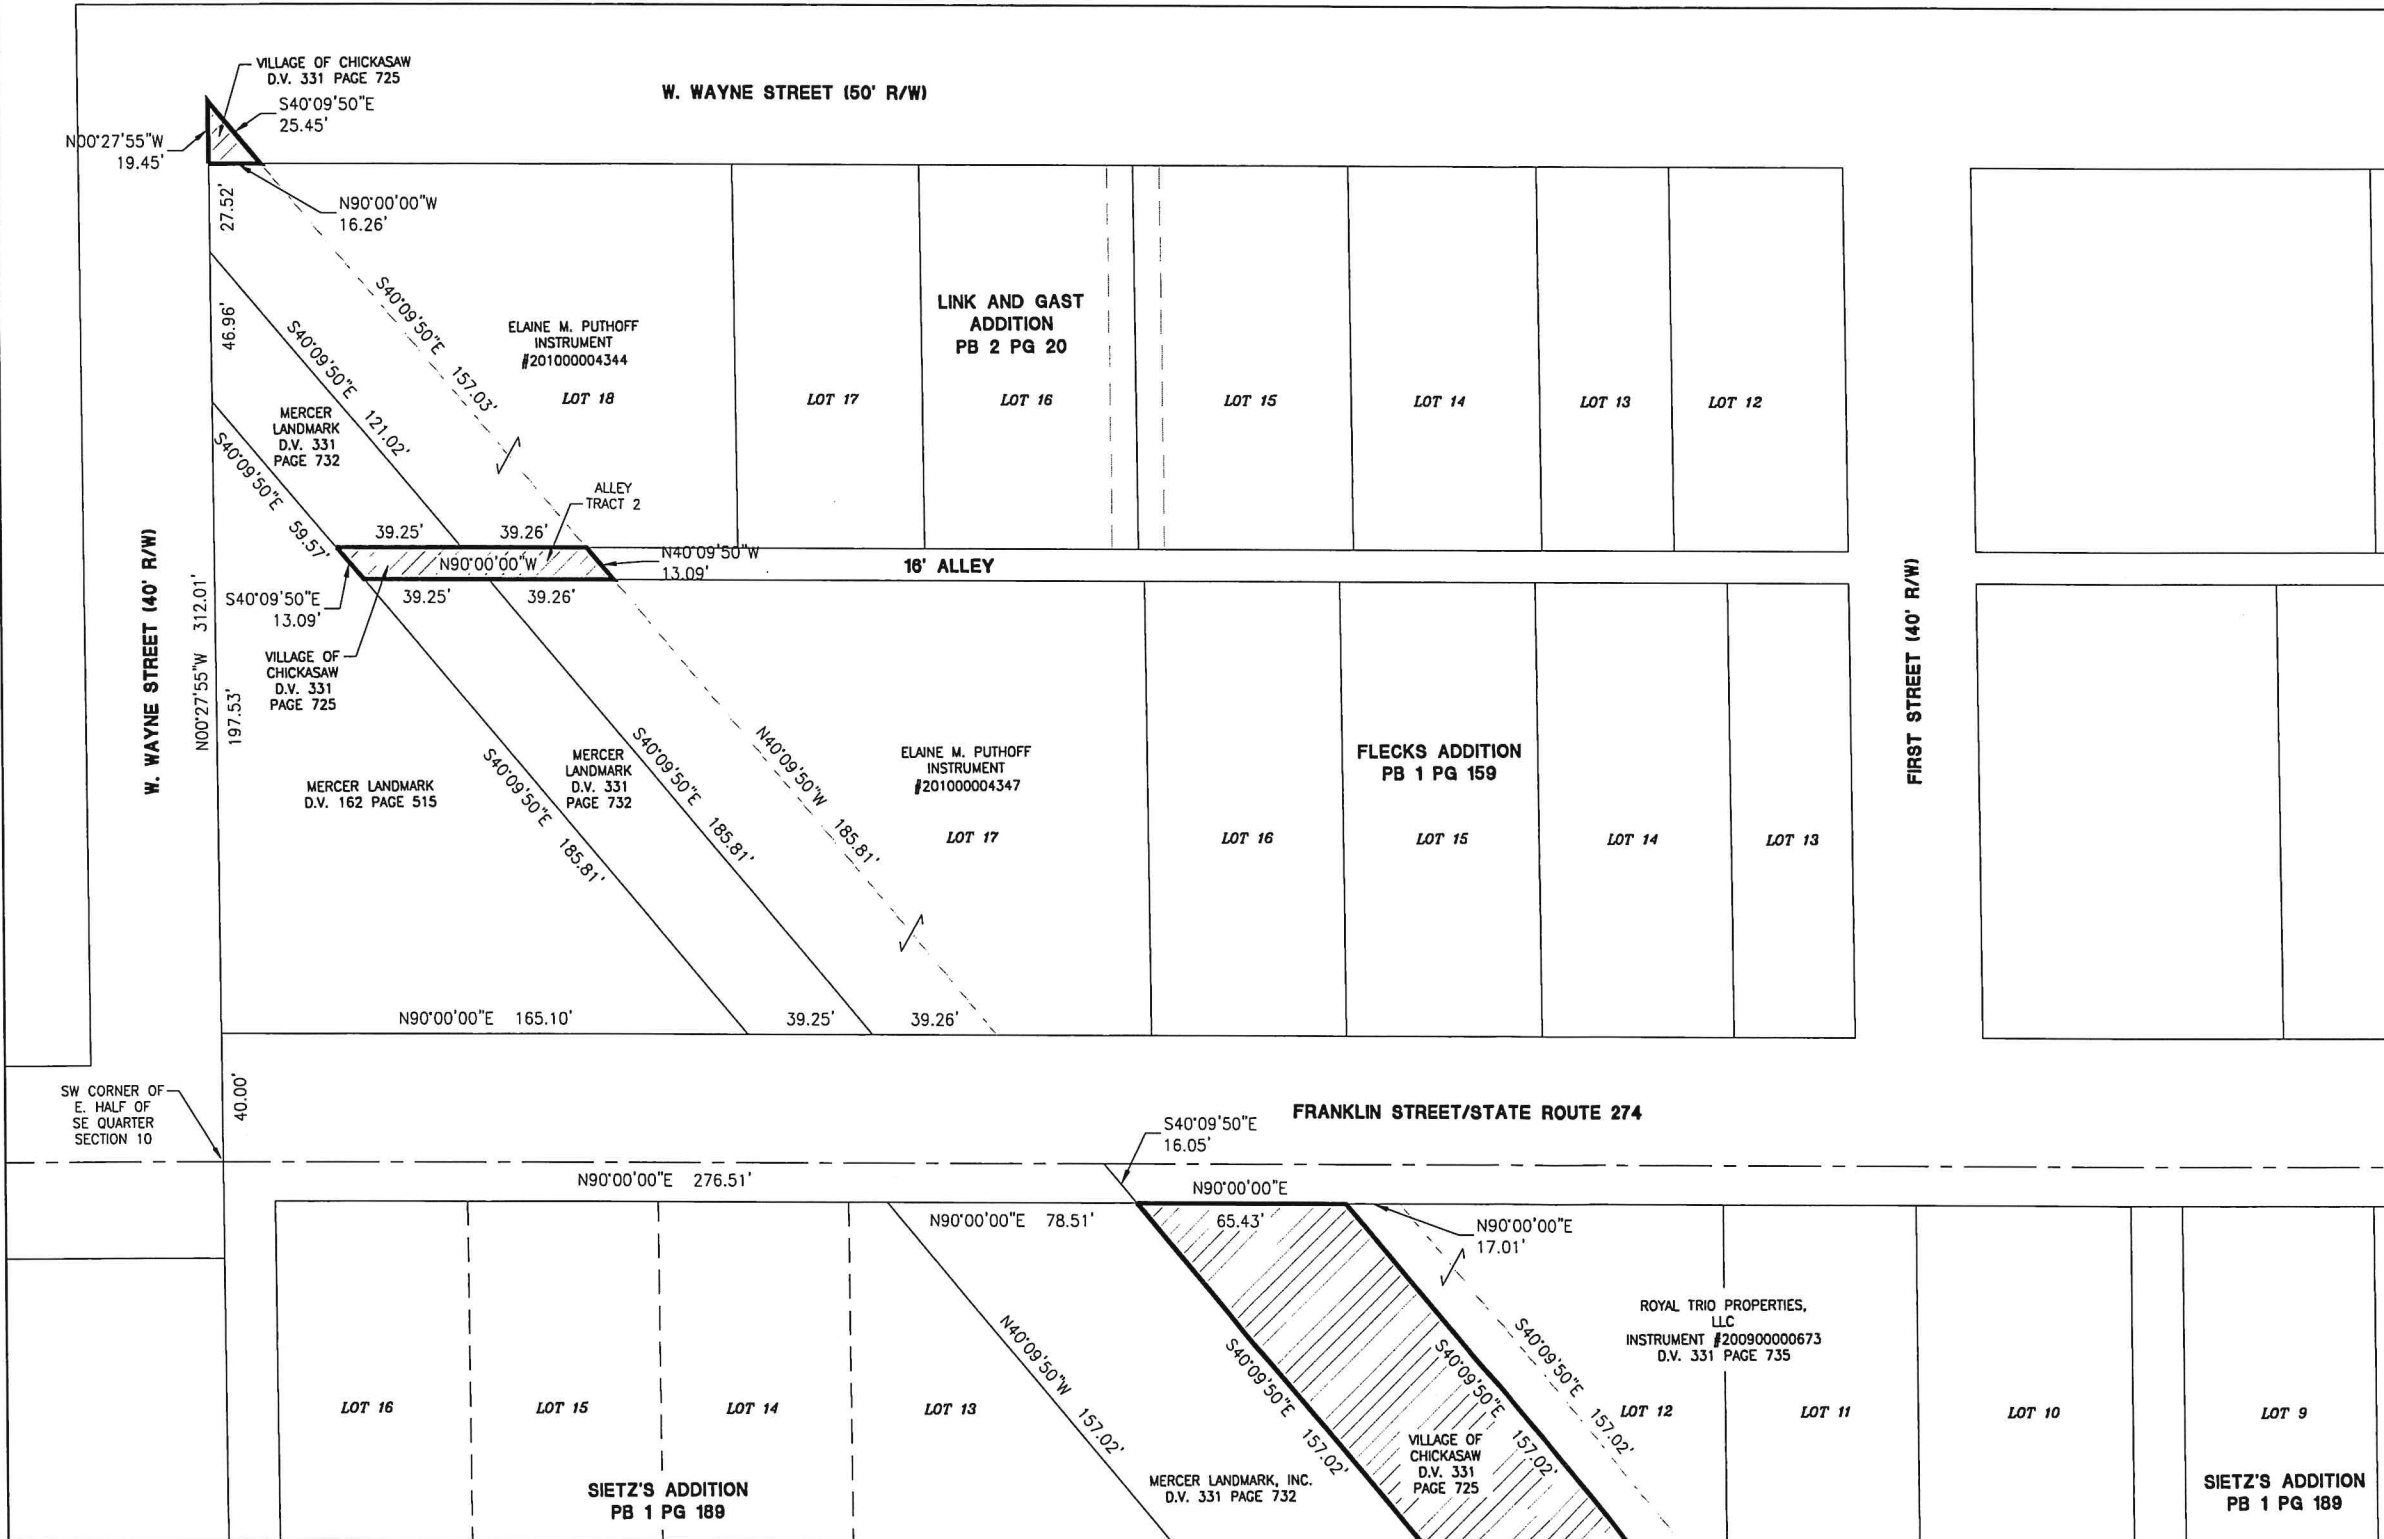 VILLAGE OF CHICKASAW
D.V. 331 PAGE 725
S40°09'50"E
25.45'
W. WAYNE STREET (50' R/W)
N00°27'55"W
19.45'
27.52'
N90°00'00"W
16.26'
46.96'
S40°09'50"E 157.03'
S40°09'50"E 121.02'
ELAINE M. PUTHOFF
INSTRUMENT
#201000004344
LOT 18
LINK AND GAST
ADDITION
PB 2 PG 20
LOT 17
LOT 16
LOT 15
LOT 14
LOT 13
LOT 12
MERCER
LANDMARK
D.V. 331
PAGE 732
S40°09'50"E 59.57'
ALLEY
TRACT 2
39.25'
39.26'
N90°00'00"W
N40°09'50"W
13.09'
16' ALLEY
39.25'
39.26'
S40°09'50"E
13.09'
W. WAYNE STREET (40' R/W)
N00°27'55"W 312.01'
197.53'
FIRST STREET (40' R/W)
VILLAGE OF
CHICKASAW
D.V. 331
PAGE 725
MERCER LANDMARK
D.V. 162 PAGE 515
S40°09'50"E 185.81'
MERCER
LANDMARK
D.V. 331
PAGE 732
S40°09'50"E 185.81'
N40°09'50"W 185.81'
ELAINE M. PUTHOFF
INSTRUMENT
#201000004347
LOT 17
FLECKS ADDITION
PB 1 PG 159
LOT 16
LOT 15
LOT 14
LOT 13
N90°00'00"E 165.10'
39.25'
39.26'
SW CORNER OF
E. HALF OF
SE QUARTER
SECTION 10
40.00'
FRANKLIN STREET/STATE ROUTE 274
S40°09'50"E
16.05'
N90°00'00"E 276.51'
N90°00'00"E
65.43'
N90°00'00"E 78.51'
N90°00'00"E
17.01'
N40°09'50"W 157.02'
S40°09'50"E 157.02'
S40°09'50"E 157.02'
S40°09'50"E 157.02'
ROYAL TRIO PROPERTIES,
LLC
INSTRUMENT #200900000673
D.V. 331 PAGE 735
LOT 16
LOT 15
LOT 14
LOT 13
LOT 12
LOT 11
LOT 10
LOT 9
VILLAGE OF
CHICKASAW
D.V. 331
PAGE 725
MERCER LANDMARK, INC.
D.V. 331 PAGE 732
SIETZ'S ADDITION
PB 1 PG 189
SIETZ'S ADDITION
PB 1 PG 189